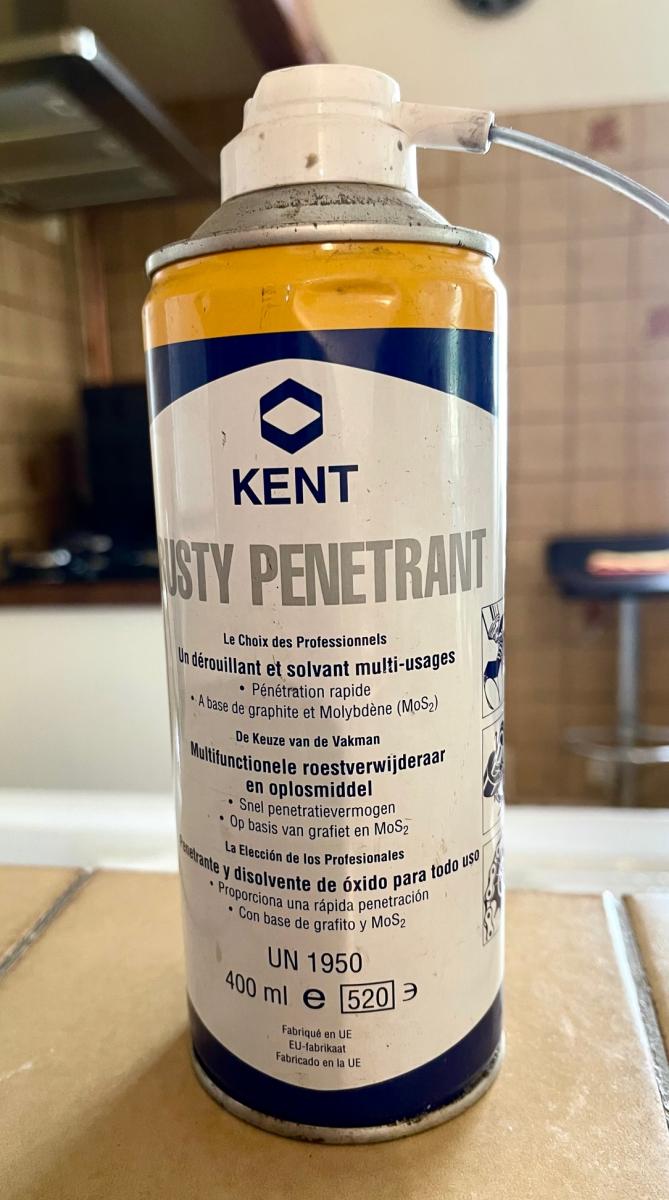 KENT
USTY PENETRANT
Le Choix des Professionnels
Un dérouillant et solvant multi-usages
• Pénétration rapide
• A base de graphite et Molybdène (MoS₂)
De Keuze van de Vakman
Multifunctionele roestverwijderaar
en oplosmiddel
• Snel penetratievermogen
• Op basis van grafiet en MoS₂
La Elección de los Profesionales
Penetrante y disolvente de óxido para todo uso
• Proporciona una rápida penetración
• Con base de grafito y MoS₂
UN 1950
400 ml e 520 ϶
Fabriqué en UE
EU-fabrikaat
Fabricado en la UE